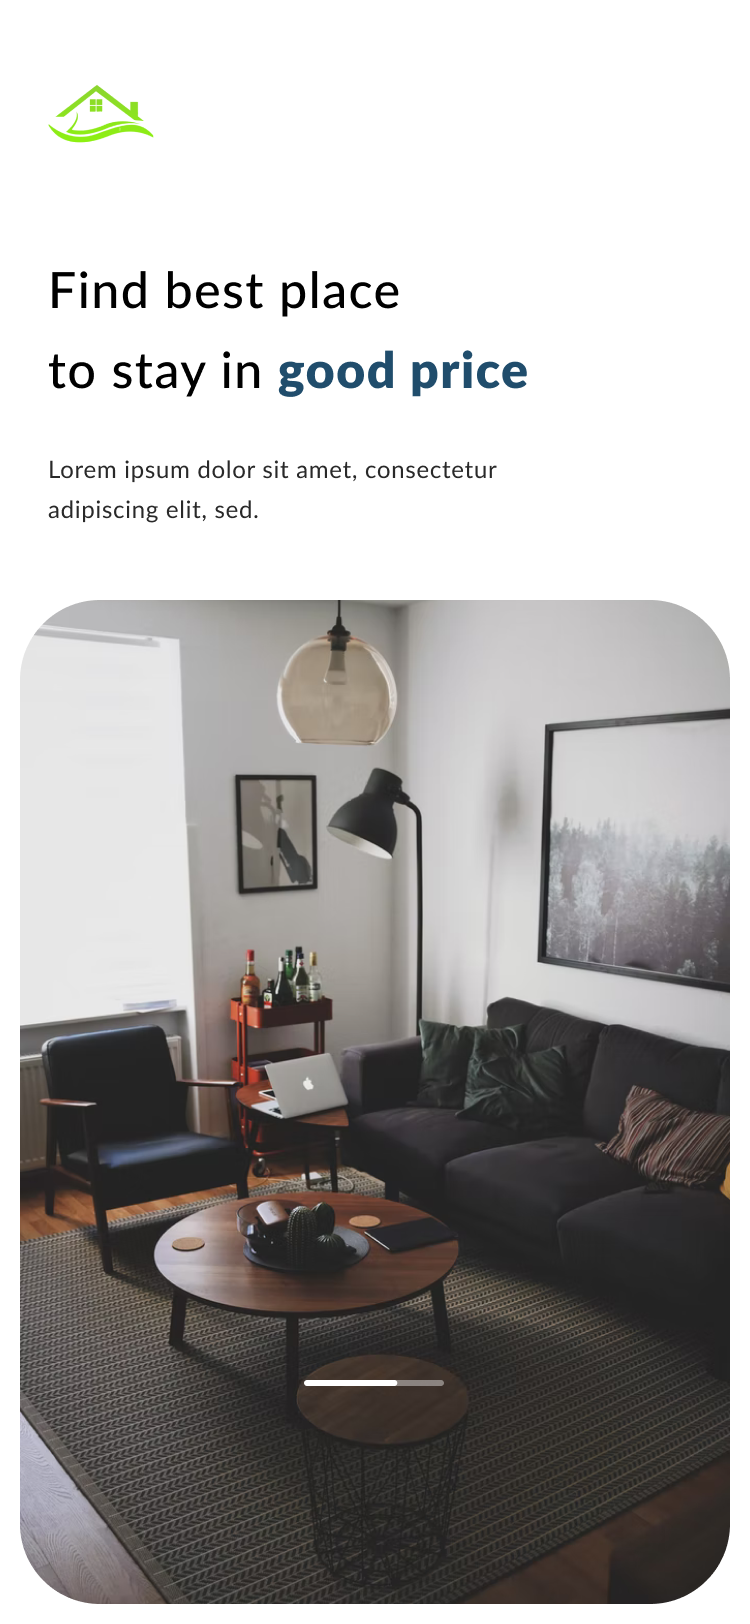 Find best place
to stay in good price
Lorem ipsum dolor sit amet, consectetur
adipiscing elit, sed.